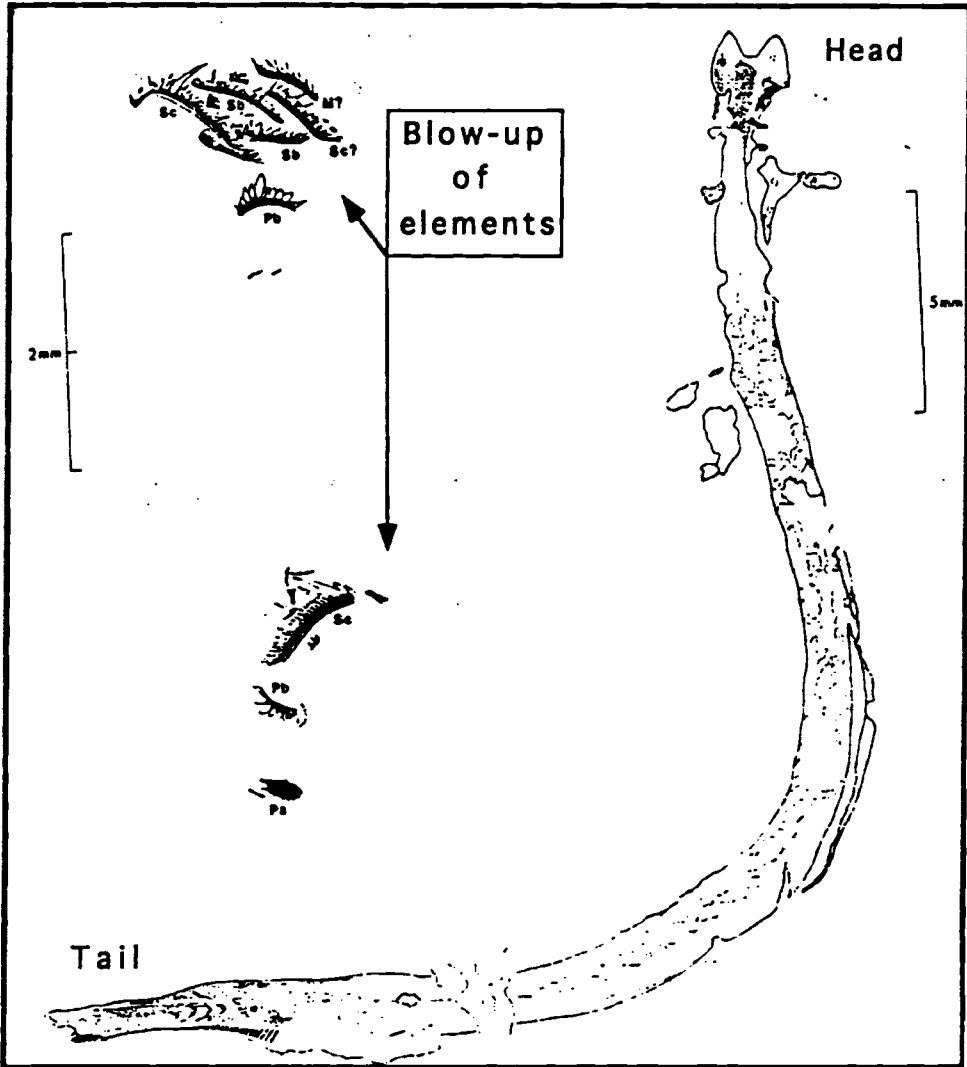 Head
M?
Sc
Sb
Sb
Sc?
Blow-up
of
elements
Pb
5mm
2mm
Sc
Pb
Pa
Tail